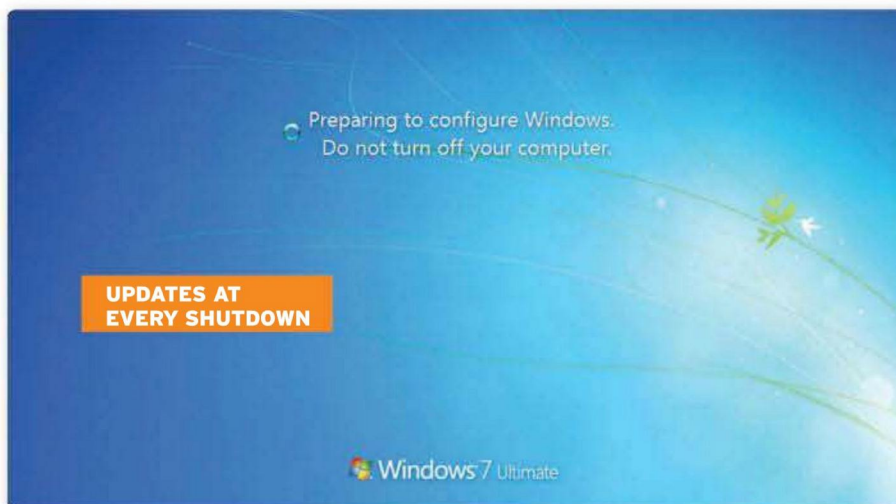 Preparing to configure Windows.
Do not turn off your computer.
UPDATES AT
EVERY SHUTDOWN
Windows 7 Ultimate